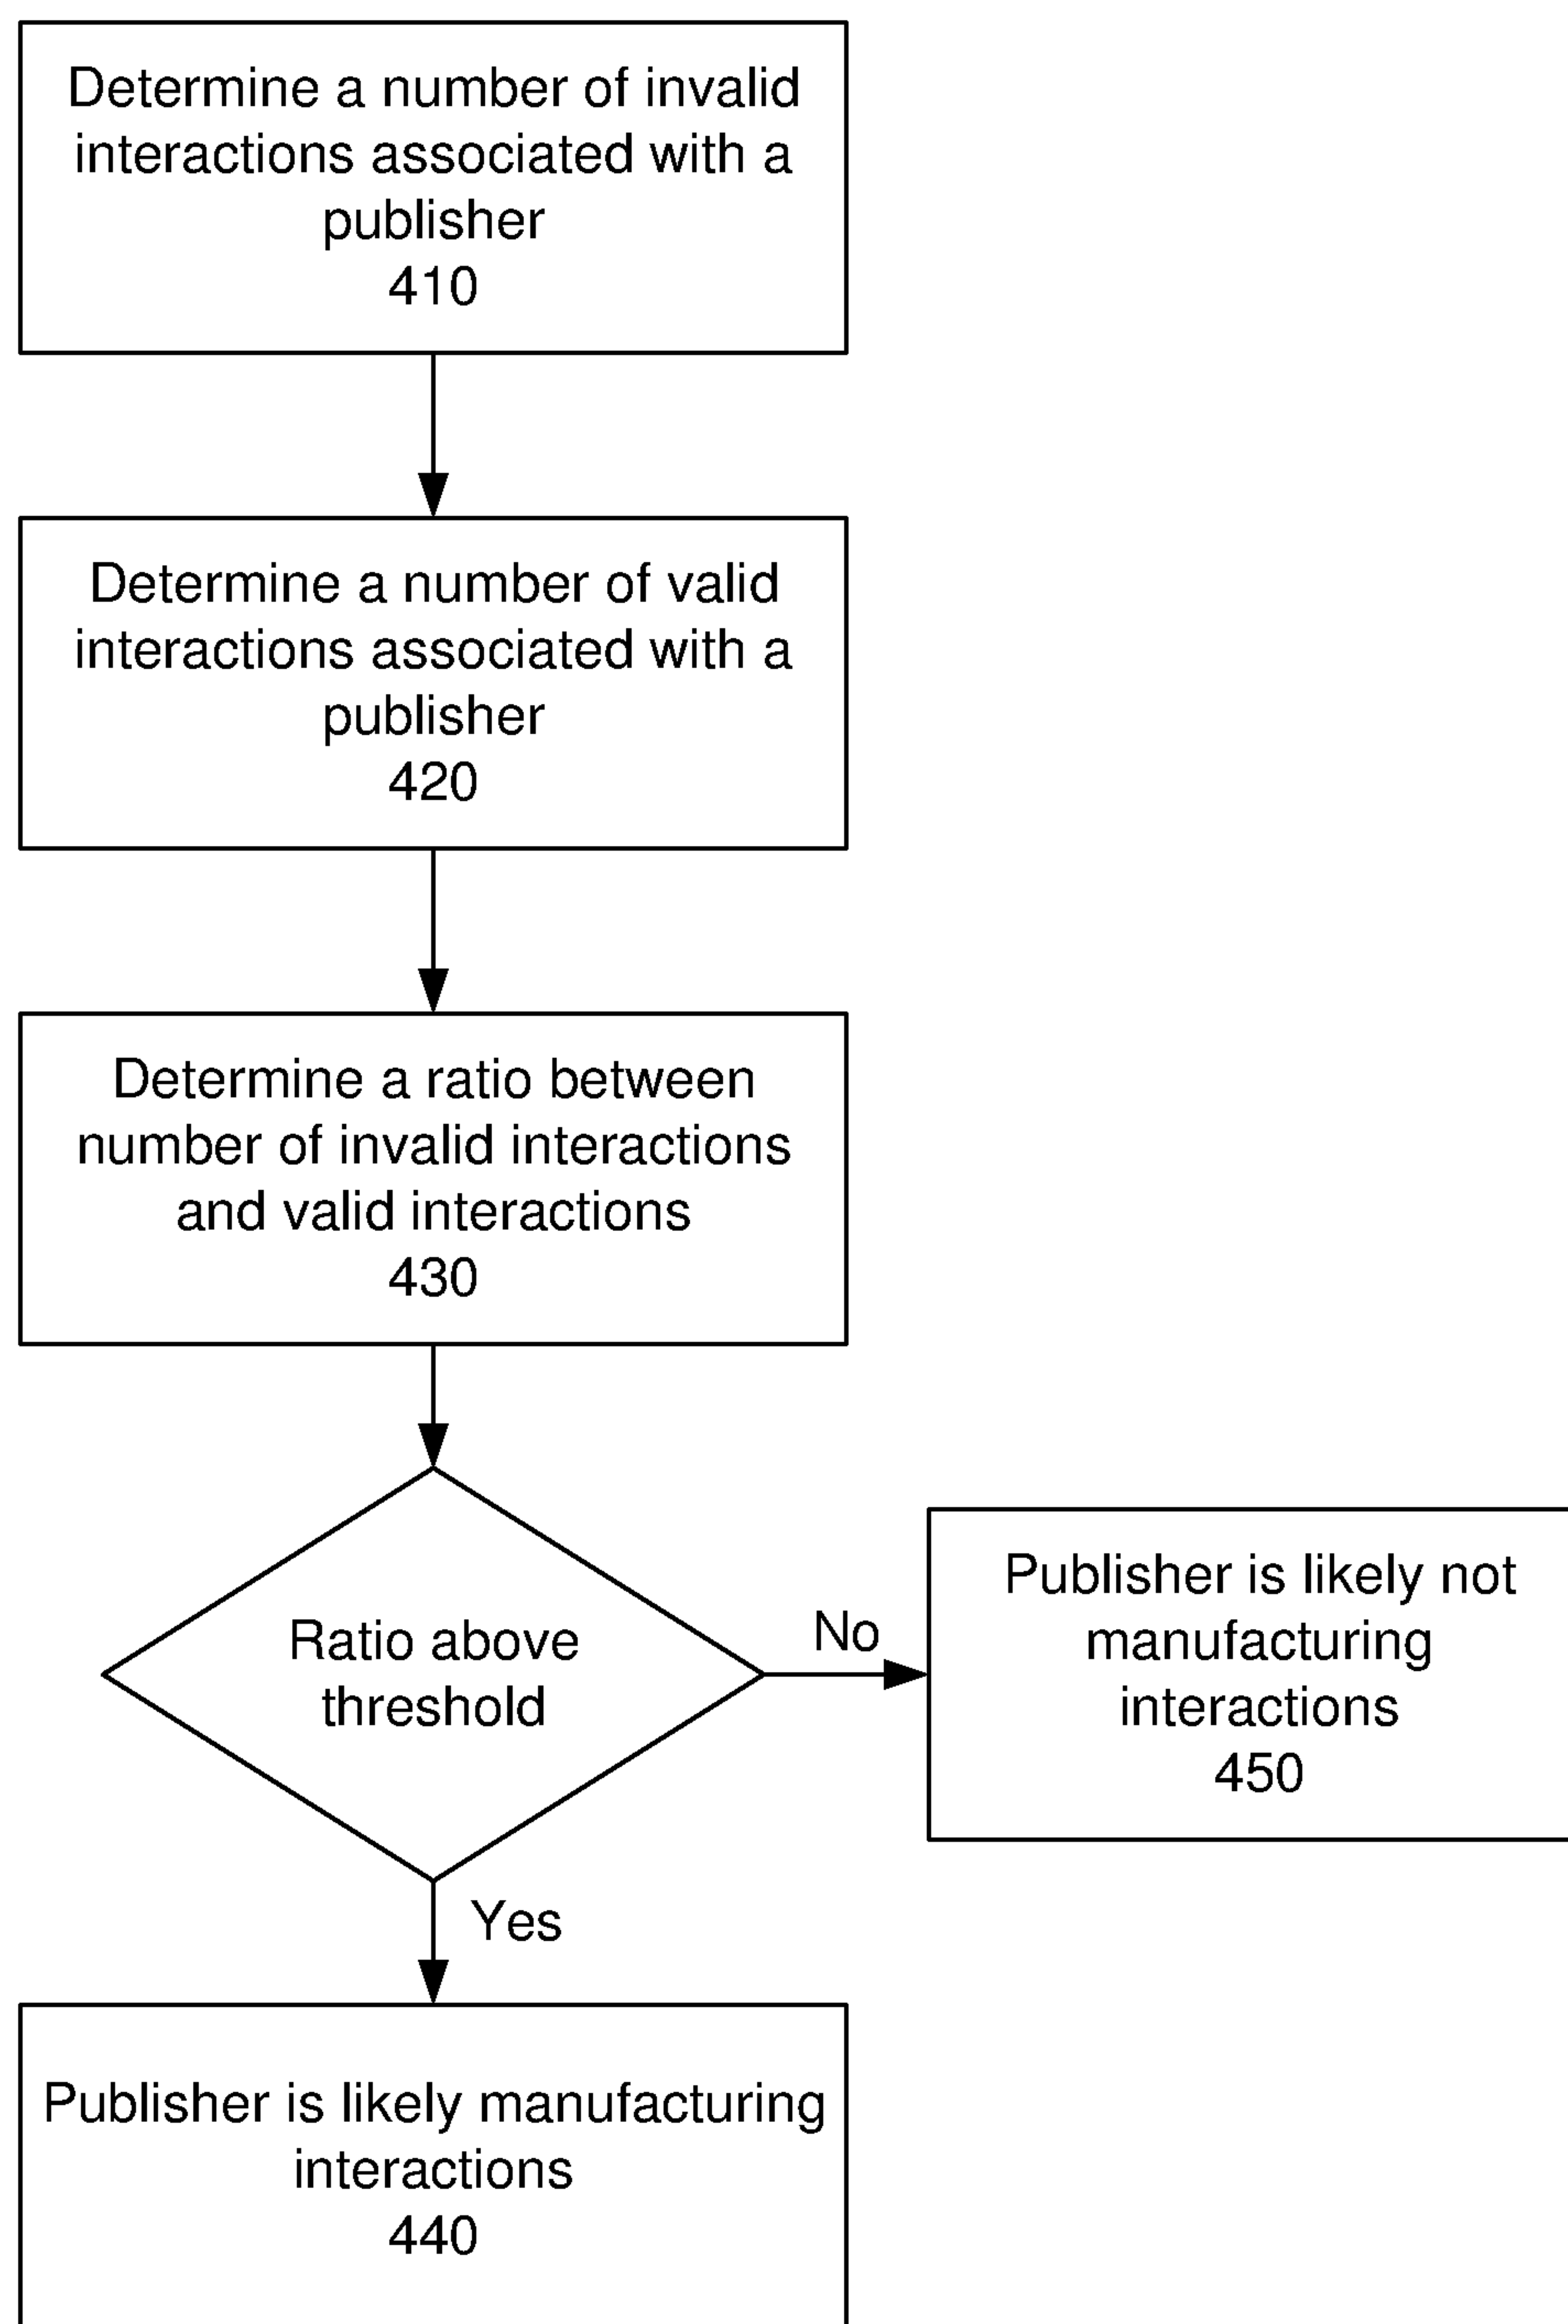 Determine a number of invalid
interactions associated with a
publisher
410
Determine a number of valid
interactions associated with a
publisher
420
Determine a ratio between
number of invalid interactions
and valid interactions
430
Ratio above
threshold
No
Publisher is likely not
manufacturing
interactions
450
Yes
Publisher is likely manufacturing
interactions
440